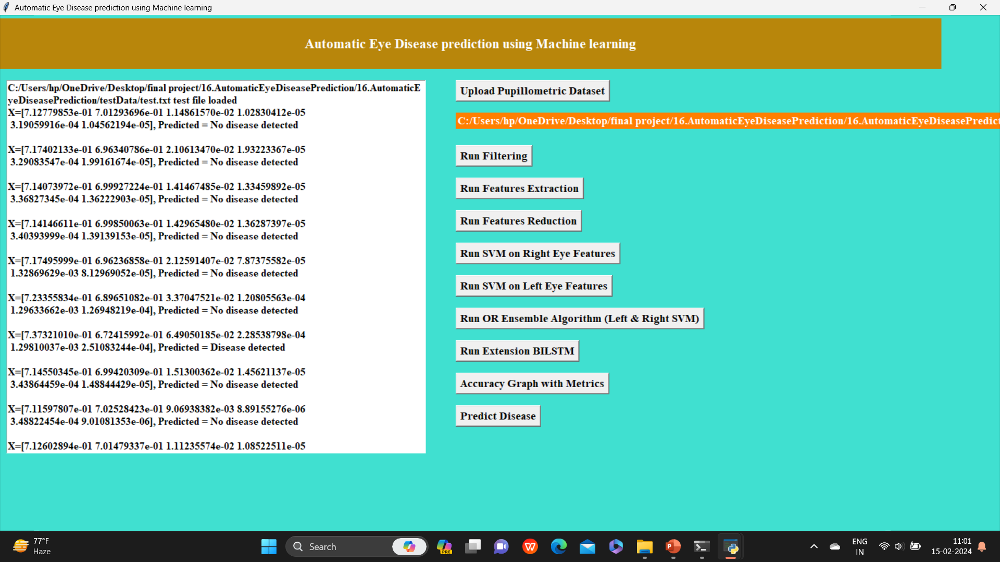 Automatic Eye Disease prediction using Machine learning
Automatic Eye Disease prediction using Machine learning
C:/Users/hp/OneDrive/Desktop/final project/16.AutomaticEyeDiseasePrediction/16.AutomaticE
yeDiseasePrediction/testData/test.txt test file loaded
X=[7.12779853e-01 7.01293696e-01 1.14861570e-02 1.02830412e-05
3.19059916e-04 1.04562194e-05], Predicted = No disease detected
X=[7.17402133e-01 6.96340786e-01 2.10613470e-02 1.93223367e-05
3.29083547e-04 1.99161674e-05], Predicted = No disease detected
X=[7.14073972e-01 6.99927224e-01 1.41467485e-02 1.33459892e-05
3.36827345e-04 1.36222903e-05], Predicted = No disease detected
X=[7.14146611e-01 6.99850063e-01 1.42965480e-02 1.36287397e-05
3.40393999e-04 1.39139153e-05], Predicted = No disease detected
X=[7.17495999e-01 6.96236858e-01 2.12591407e-02 7.87375582e-05
1.32869629e-03 8.12969052e-05], Predicted = No disease detected
X=[7.23355834e-01 6.89651082e-01 3.37047521e-02 1.20805563e-04
1.29633662e-03 1.26948219e-04], Predicted = No disease detected
X=[7.37321010e-01 6.72415992e-01 6.49050185e-02 2.28538798e-04
1.29810037e-03 2.51083244e-04], Predicted = Disease detected
X=[7.14550345e-01 6.99420309e-01 1.51300362e-02 1.45621137e-05
3.43864459e-04 1.48844429e-05], Predicted = No disease detected
X=[7.11597807e-01 7.02528423e-01 9.06938382e-03 8.89155276e-06
3.48822454e-04 9.01081353e-06], Predicted = No disease detected
X=[7.12602894e-01 7.01479337e-01 1.11235574e-02 1.08522511e-05
Upload Pupillometric Dataset
C:/Users/hp/OneDrive/Desktop/final project/16.AutomaticEyeDiseasePrediction/16.AutomaticEyeDiseasePredict
Run Filtering
Run Features Extraction
Run Features Reduction
Run SVM on Right Eye Features
Run SVM on Left Eye Features
Run OR Ensemble Algorithm (Left & Right SVM)
Run Extension BILSTM
Accuracy Graph with Metrics
Predict Disease
77°F
Haze
Search
PRE
ENG
IN
11:01
15-02-2024